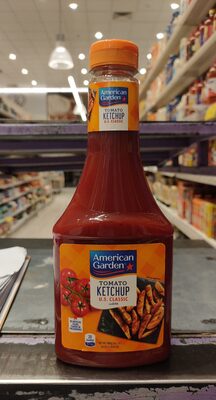 American
Garden
TOMATO
KETCHUP
U.S. CLASSIC
American
Garden
TOMATO
KETCHUP
U.S. CLASSIC